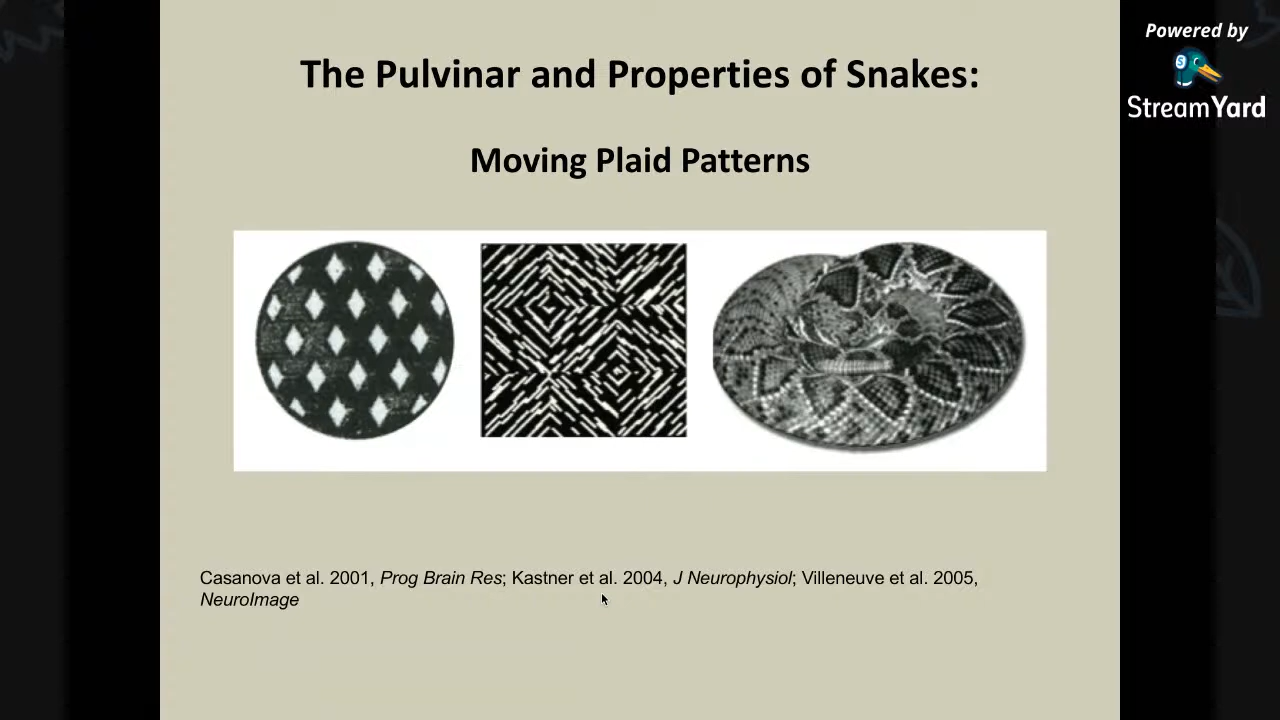 The Pulvinar and Properties of Snakes:
Moving Plaid Patterns
Casanova et al. 2001, Prog Brain Res; Kastner et al. 2004, J Neurophysiol; Villeneuve et al. 2005,
NeuroImage
Powered by
S
StreamYard